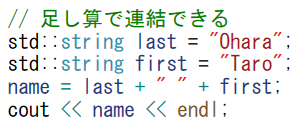 // 足し算で連結できる
std::string last = "Ohara";
std::string first = "Taro";
name = last + " " + first;
cout << name << endl;